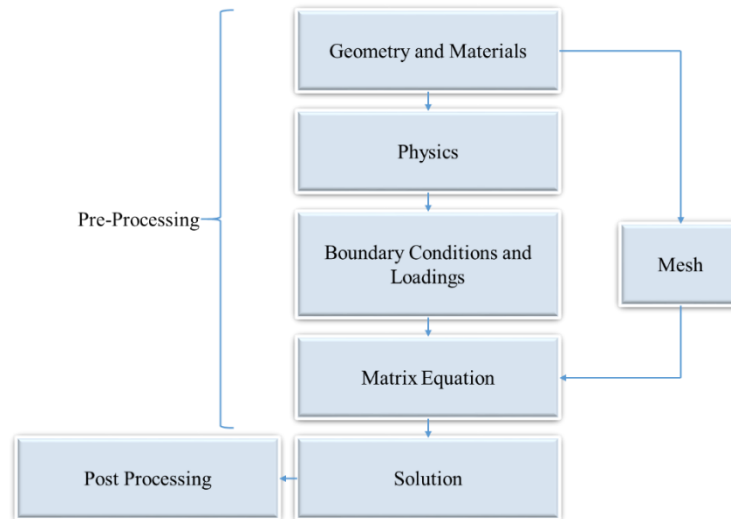 Geometry and Materials
Physics
Pre-Processing
Boundary Conditions and
Loadings
Mesh
Matrix Equation
Post Processing
Solution